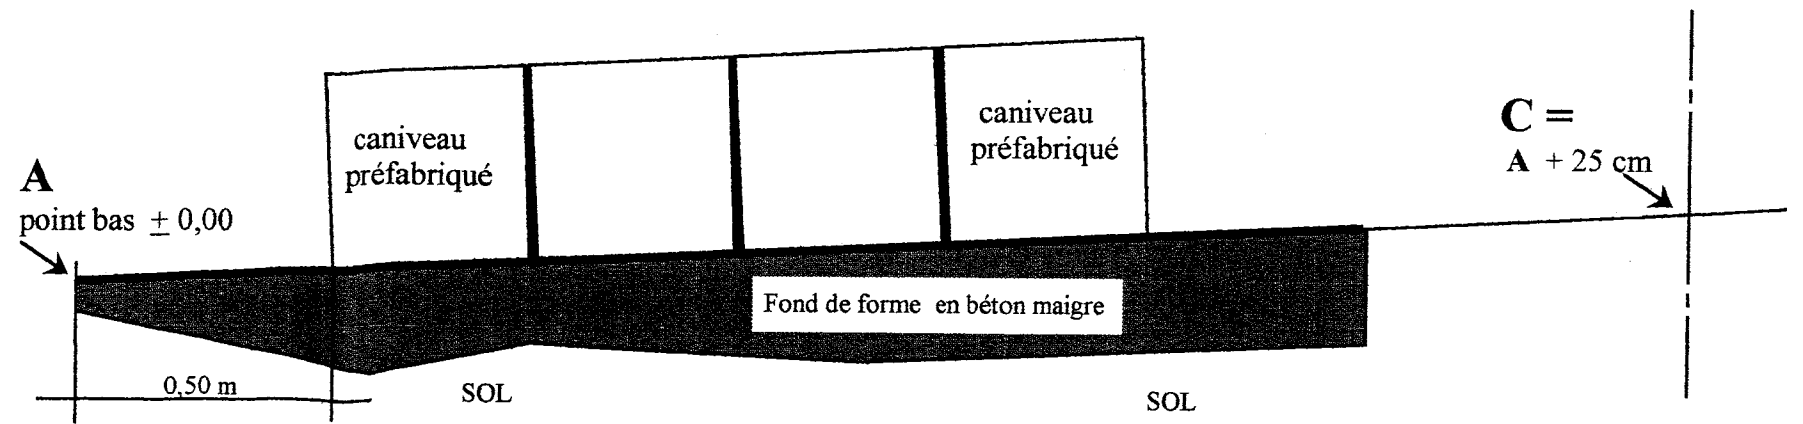 A
point bas ± 0,00
caniveau
préfabriqué
caniveau
préfabriqué
C =
A + 25 cm
Fond de forme en béton maigre
0,50 m
SOL
SOL